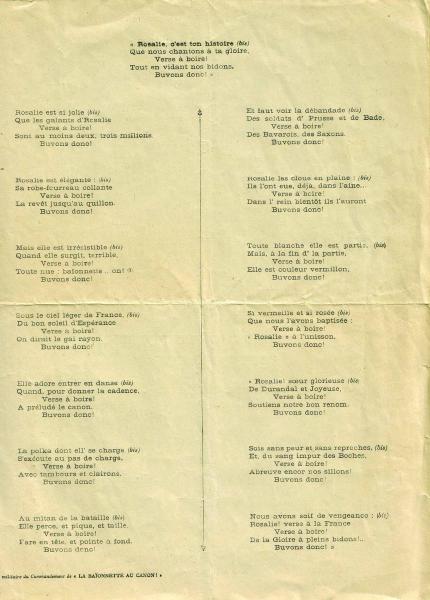 « Rosalie, c'est ton histoire (bis)
Que nous chantons à ta gloire,
Verse à boire!
Tout en vidant nos bidons,
Buvons donc! »
Rosalie est si jolie (bis)
Que les galants d'Rosalie
Verse à boire!
Sont au moins deux, trois millions.
Buvons donc!
Rosalie est élégante : (bis)
Sa robe-fourreau collante
Verse à boire!
La revêt jusqu'au quillon.
Buvons donc!
Mais elle est irrésistible (bis)
Quand elle surgit, terrible,
Verse à boire!
Toute nue : baïonnette... on!
Sous le ciel léger de France, (bis)
Du bon soleil d'Espérance
Verse à boire!
On dirait le gai rayon.
Buvons donc!
Elle adore entrer en danse (bis)
Quand, pour donner la cadence,
Verse à boire!
A préludé le canon.
Buvons donc!
La polka dont ell' se charge (bis)
S'exécute au pas de charge,
Verse à boire!
Avec tambours et clairons.
Buvons donc!
Au mitan de la bataille (bis)
Elle perce, et pique, et taille,
Verse à boire!
Pare en tête, et pointe à fond.
Buvons donc!
Et faut voir la débandade (bis)
Des soldats d' Prusse et de Bade,
Verse à boire!
Des Bavarois, des Saxons.
Buvons donc!
Rosalie les cloue en plaine : (bis)
Ils l'ont eue, déjà, dans l'aine...
Verse à boire!
Dans l' rein bientôt ils l'auront
Buvons donc!
Toute blanche elle est partie, (bis)
Mais, à la fin d' la partie,
Verse à boire!
Elle est couleur vermillon,
Buvons donc!
Si vermeille et si rosée (bis)
Que nous l'avons baptisée :
Verse à boire!
« Rosalie » à l'unisson,
Buvons donc!
« Rosalie! sœur glorieuse (bis)
De Durandal et Joyeuse,
Verse à boire!
Soutiens notre bon renom.
Buvons donc!
Sois sans peur et sans reproches, (bis)
Et, du sang impur des Boches,
Verse à boire!
Abreuve encor nos sillons!
Buvons donc!
Nous avons soif de vengeance : (bis)
Rosalie! verse à la France
Verse à boire!
De la Gloire à pleins bidons!..
Buvons donc! »
militaire du Commandement de « LA BAÏONNETTE AU CANON! »